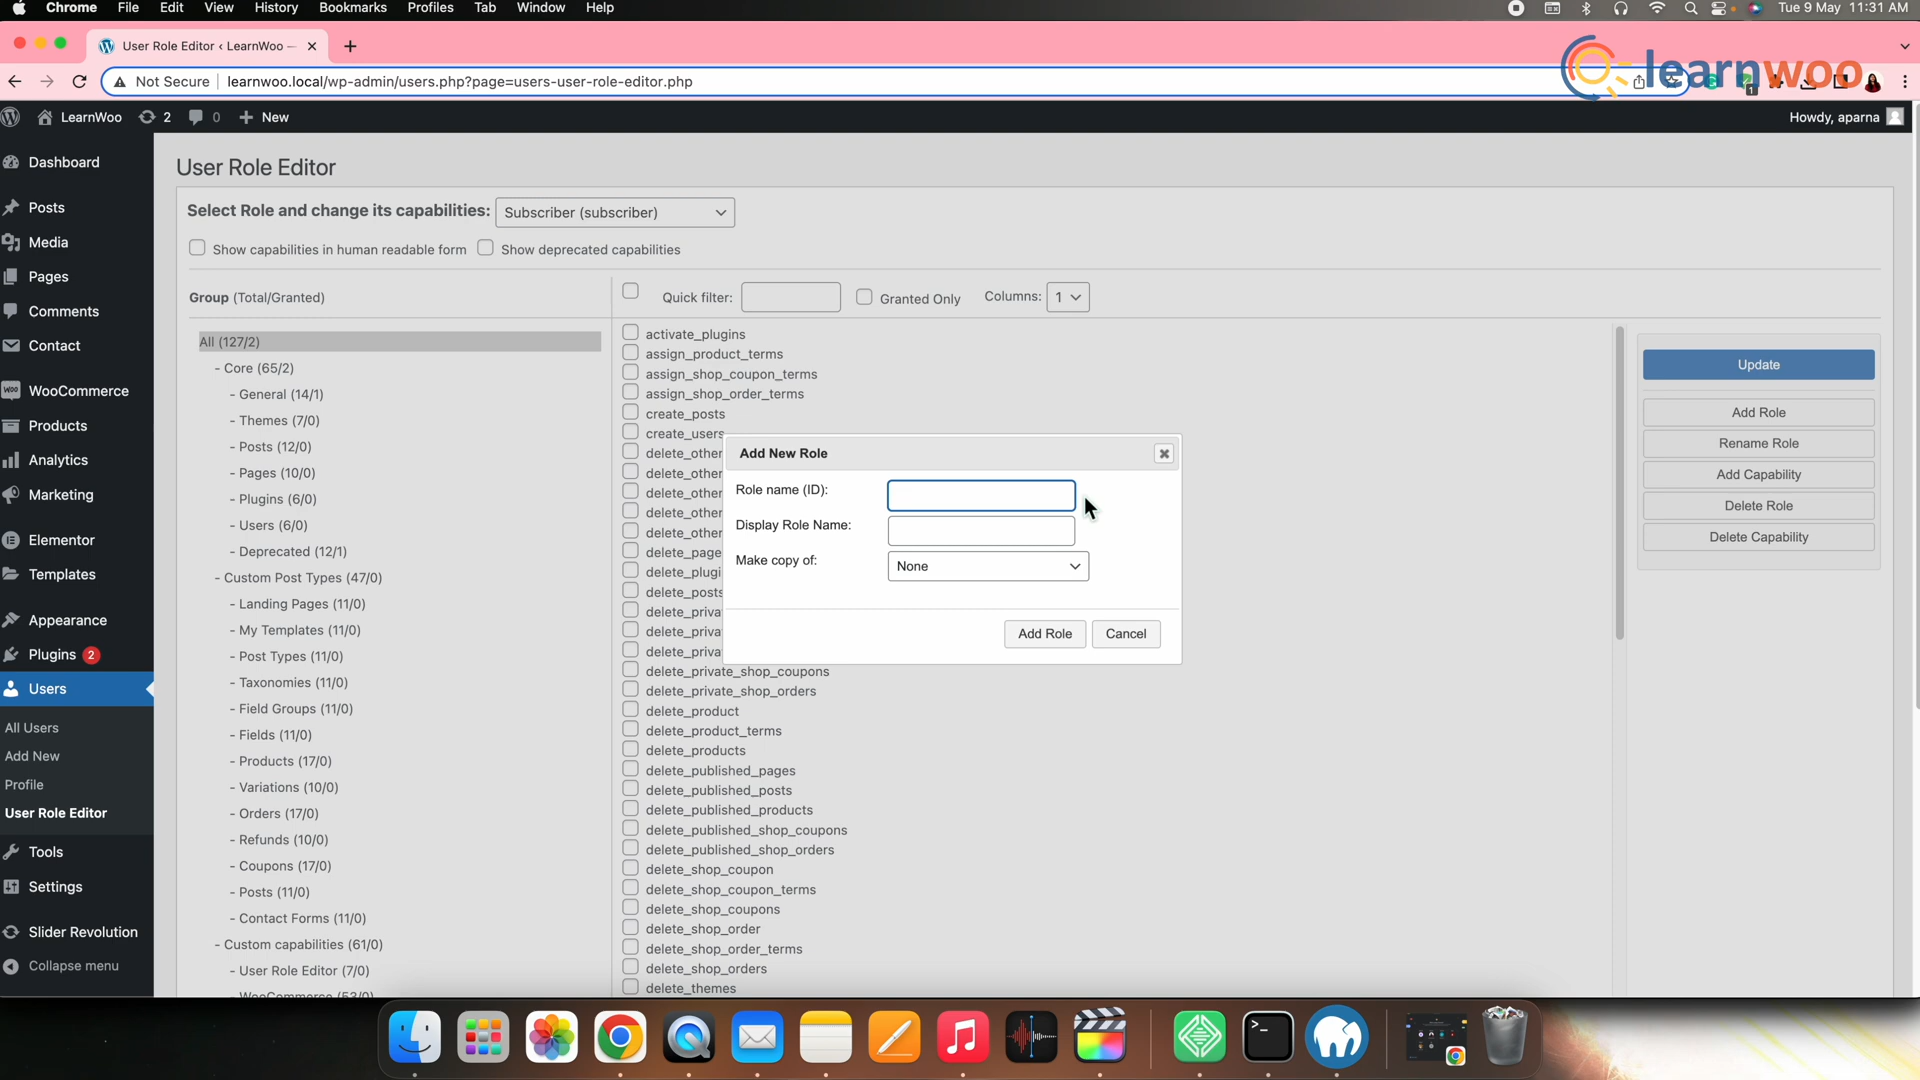 Chrome File Edit View History Bookmarks Profiles Tab Window Help Tue 9 May 11:31 AM
User Role Editor ‹ LearnWoo —
Not Secure learnwoo.local/wp-admin/users.php?page=users-user-role-editor.php
learnwoo
1
LearnWoo 2 0 New Howdy, aparna
Dashboard
Posts
Media
Pages
Comments
Contact
WooCommerce
Products
Analytics
Marketing
Elementor
Templates
Appearance
Plugins 2
Users
All Users
Add New
Profile
User Role Editor
Tools
Settings
Slider Revolution
Collapse menu
User Role Editor
Select Role and change its capabilities: Subscriber (subscriber)
Show capabilities in human readable form Show deprecated capabilities
Group (Total/Granted)
Quick filter: Granted Only Columns: 1
All (127/2)
- Core (65/2)
- General (14/1)
- Themes (7/0)
- Posts (12/0)
- Pages (10/0)
- Plugins (6/0)
- Users (6/0)
- Deprecated (12/1)
- Custom Post Types (47/0)
- Landing Pages (11/0)
- My Templates (11/0)
- Post Types (11/0)
- Taxonomies (11/0)
- Field Groups (11/0)
- Fields (11/0)
- Products (17/0)
- Variations (10/0)
- Orders (17/0)
- Refunds (10/0)
- Coupons (17/0)
- Posts (11/0)
- Contact Forms (11/0)
- Custom capabilities (61/0)
- User Role Editor (7/0)
- WooCommerce (53/0)
activate_plugins
assign_product_terms
assign_shop_coupon_terms
assign_shop_order_terms
create_posts
create_users
delete_other
delete_other
delete_other
delete_other
delete_other
delete_page
delete_plugi
delete_posts
delete_priva
delete_priva
delete_priva
delete_private_shop_coupons
delete_private_shop_orders
delete_product
delete_product_terms
delete_products
delete_published_pages
delete_published_posts
delete_published_products
delete_published_shop_coupons
delete_published_shop_orders
delete_shop_coupon
delete_shop_coupon_terms
delete_shop_coupons
delete_shop_order
delete_shop_order_terms
delete_shop_orders
delete_themes
Add New Role
Role name (ID):
Display Role Name:
Make copy of: None
Add Role Cancel
Update
Add Role
Rename Role
Add Capability
Delete Role
Delete Capability